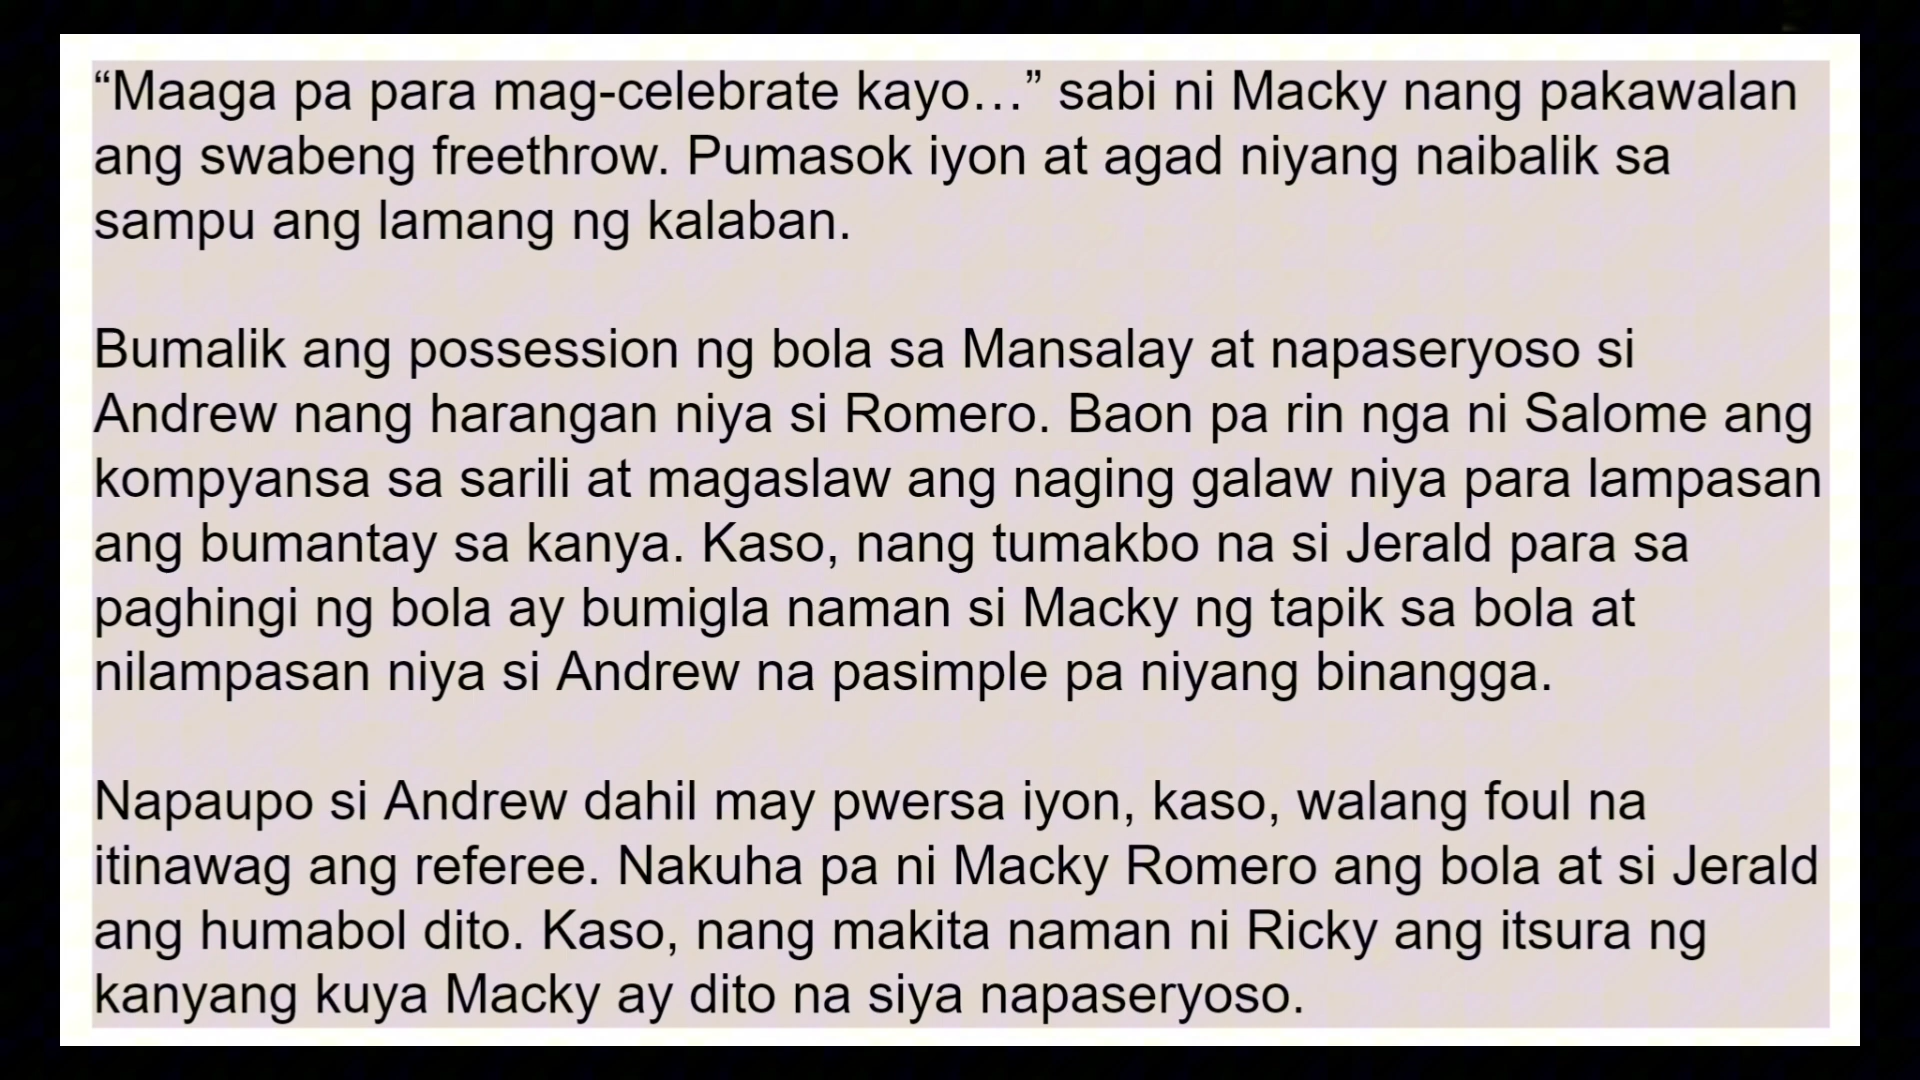 “Maaga pa para mag-celebrate kayo…” sabi ni Macky nang pakawalan
ang swabeng freethrow. Pumasok iyon at agad niyang naibalik sa
sampu ang lamang ng kalaban.
Bumalik ang possession ng bola sa Mansalay at napaseryoso si
Andrew nang harangan niya si Romero. Baon pa rin nga ni Salome ang
kompyansa sa sarili at magaslaw ang naging galaw niya para lampasan
ang bumantay sa kanya. Kaso, nang tumakbo na si Jerald para sa
paghingi ng bola ay bumigla naman si Macky ng tapik sa bola at
nilampasan niya si Andrew na pasimple pa niyang binangga.
Napaupo si Andrew dahil may pwersa iyon, kaso, walang foul na
itinawag ang referee. Nakuha pa ni Macky Romero ang bola at si Jerald
ang humabol dito. Kaso, nang makita naman ni Ricky ang itsura ng
kanyang kuya Macky ay dito na siya napaseryoso.